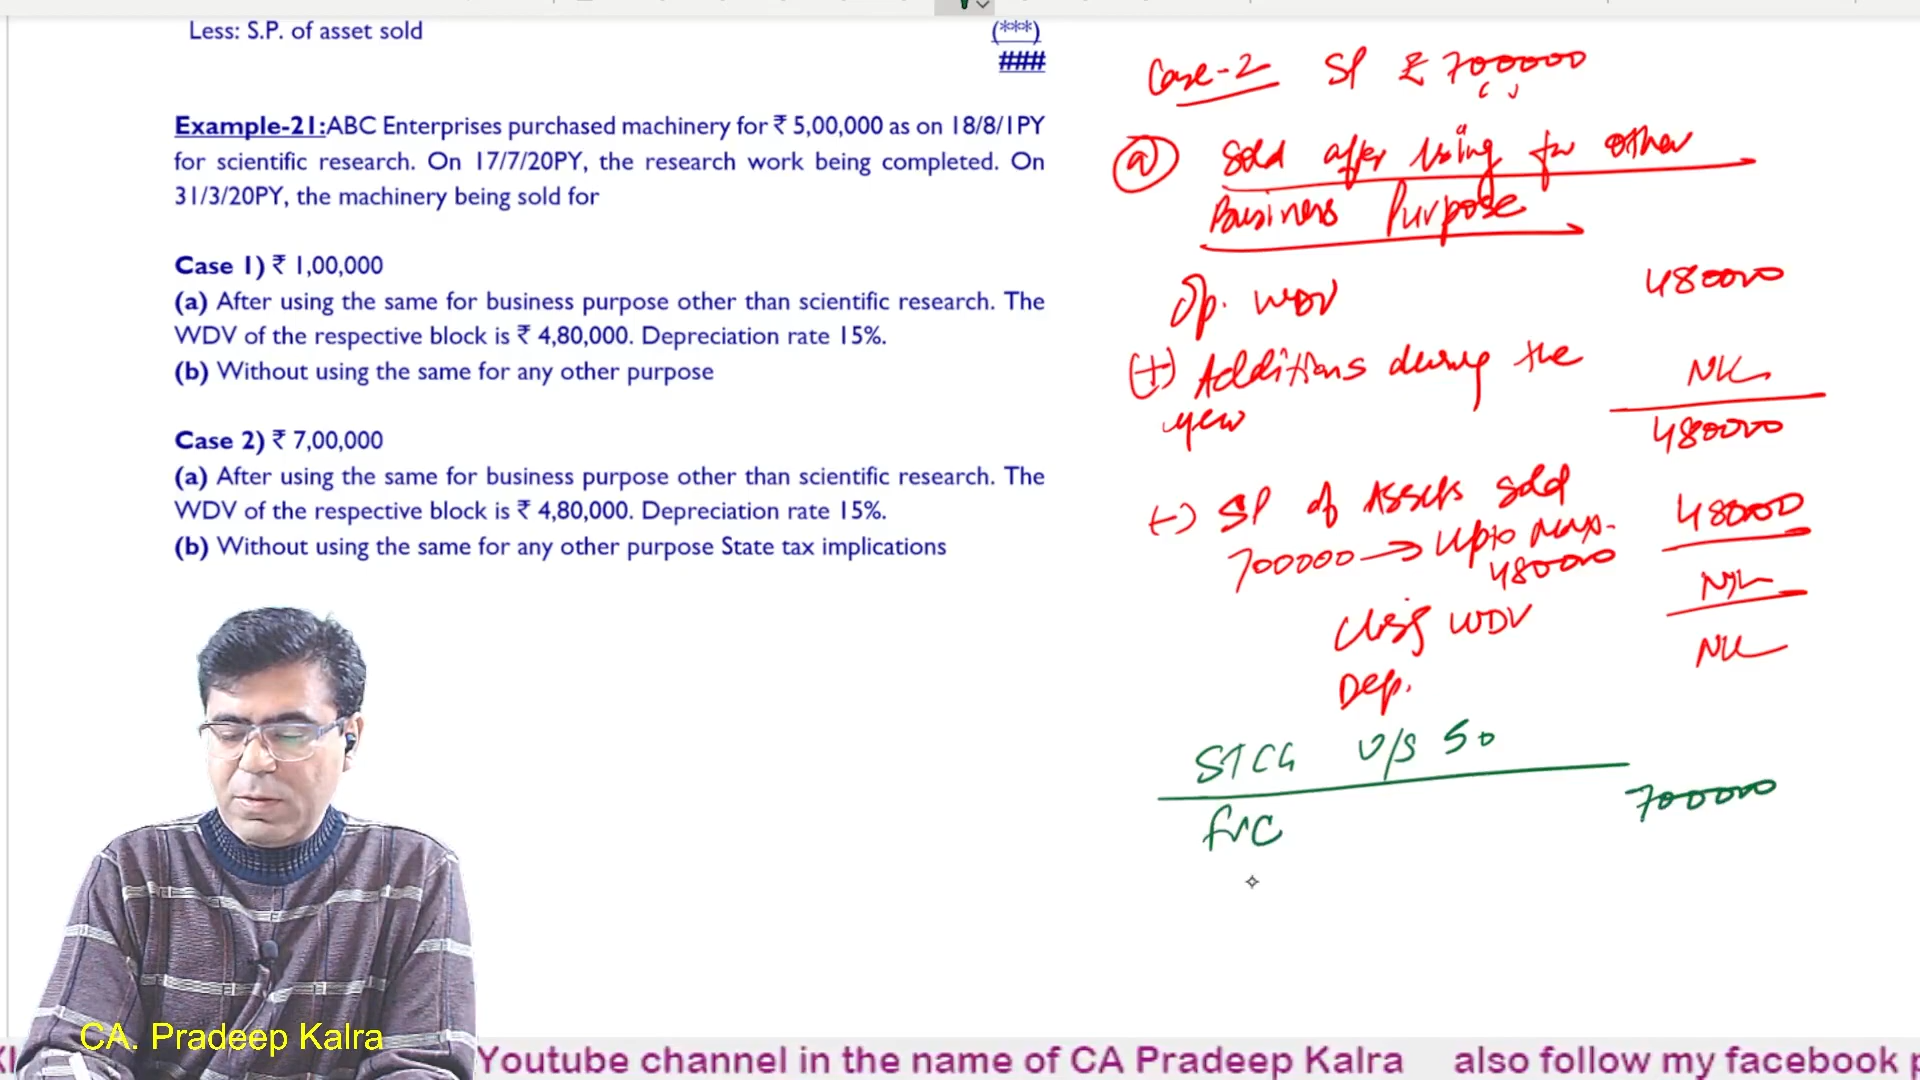 Less: S.P. of asset sold (***)
###
Example-21:ABC Enterprises purchased machinery for ₹ 5,00,000 as on 18/8/1PY
for scientific research. On 17/7/20PY, the research work being completed. On
31/3/20PY, the machinery being sold for
Case 1) ₹ 1,00,000
(a) After using the same for business purpose other than scientific research. The
WDV of the respective block is ₹ 4,80,000. Depreciation rate 15%.
(b) Without using the same for any other purpose
Case 2) ₹ 7,00,000
(a) After using the same for business purpose other than scientific research. The
WDV of the respective block is ₹ 4,80,000. Depreciation rate 15%.
(b) Without using the same for any other purpose State tax implications
Case-2 SP ₹ 700000
(a) Sold after using for other
Business Purpose
Op. WDV 480000
(+) Additions during the
year NIL
480000
(-) SP of Assets sold 480000
700000 → Upto max.
480000
NIL
Closing WDV
NIL
Dep.
STCG U/S 50
FVC 700000
CA. Pradeep Kalra
Youtube channel in the name of CA Pradeep Kalra also follow my facebook p